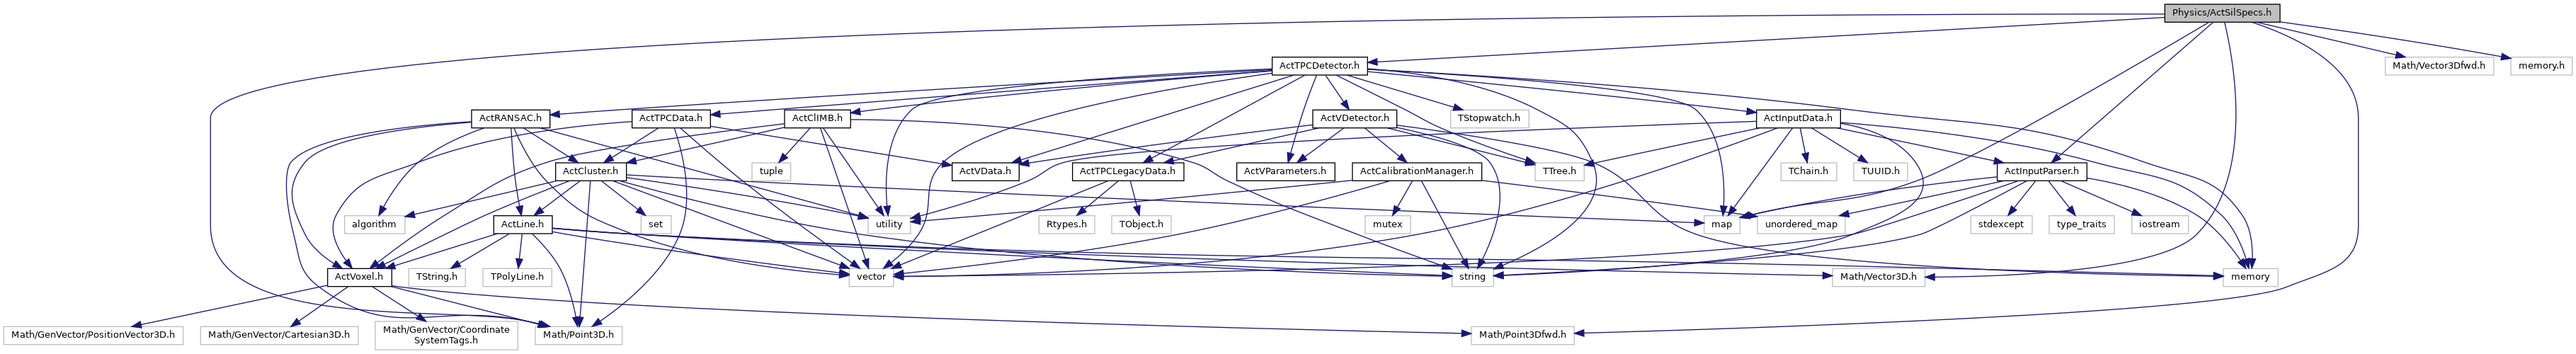 Physics/ActSilSpecs.h
ActTPCDetector.h
Math/Vector3Dfwd.h
memory.h
ActRANSAC.h
ActTPCData.h
ActClIMB.h
TStopwatch.h
ActVDetector.h
ActInputData.h
ActCluster.h
tuple
ActVData.h
ActTPCLegacyData.h
ActVParameters.h
TTree.h
ActCalibrationManager.h
TChain.h
TUUID.h
ActInputParser.h
algorithm
ActLine.h
set
utility
Rtypes.h
TObject.h
map
mutex
unordered_map
stdexcept
type_traits
iostream
ActVoxel.h
TString.h
TPolyLine.h
vector
string
Math/Vector3D.h
memory
Math/GenVector/PositionVector3D.h
Math/GenVector/Cartesian3D.h
Math/GenVector/Coordinate
SystemTags.h
Math/Point3D.h
Math/Point3Dfwd.h